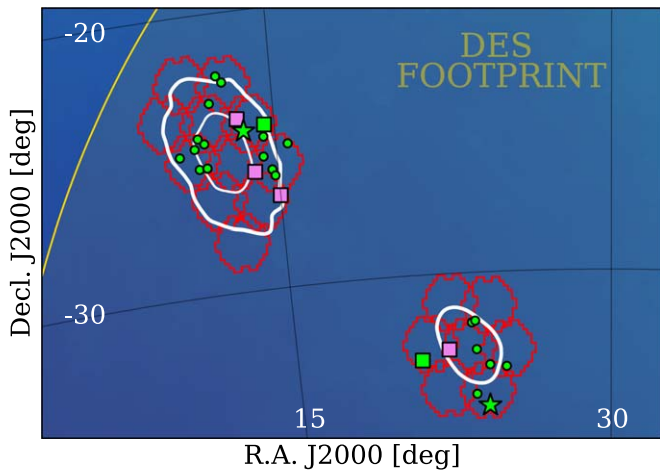 -20
DES
FOOTPRINT
Decl. J2000 [deg]
-30
15
30
R.A. J2000 [deg]